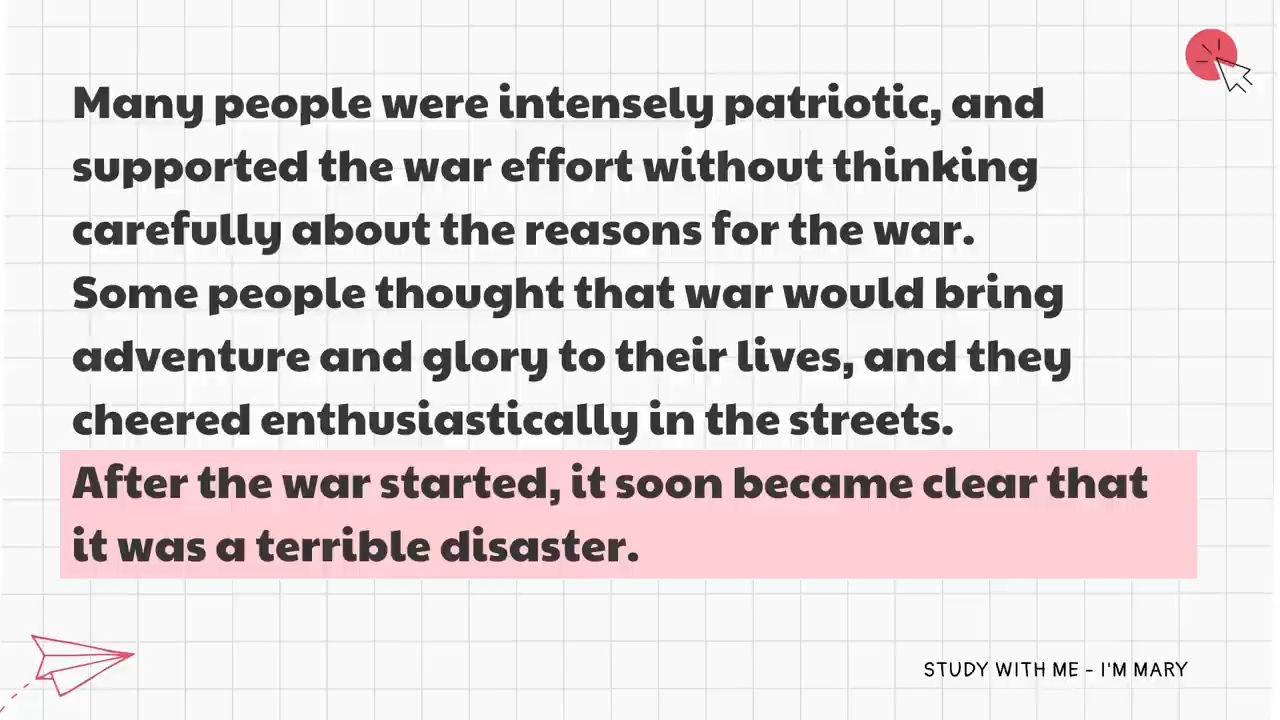 Many people were intensely patriotic, and
supported the war effort without thinking
carefully about the reasons for the war.
Some people thought that war would bring
adventure and glory to their lives, and they
cheered enthusiastically in the streets.
After the war started, it soon became clear that
it was a terrible disaster.
STUDY WITH ME - I'M MARY